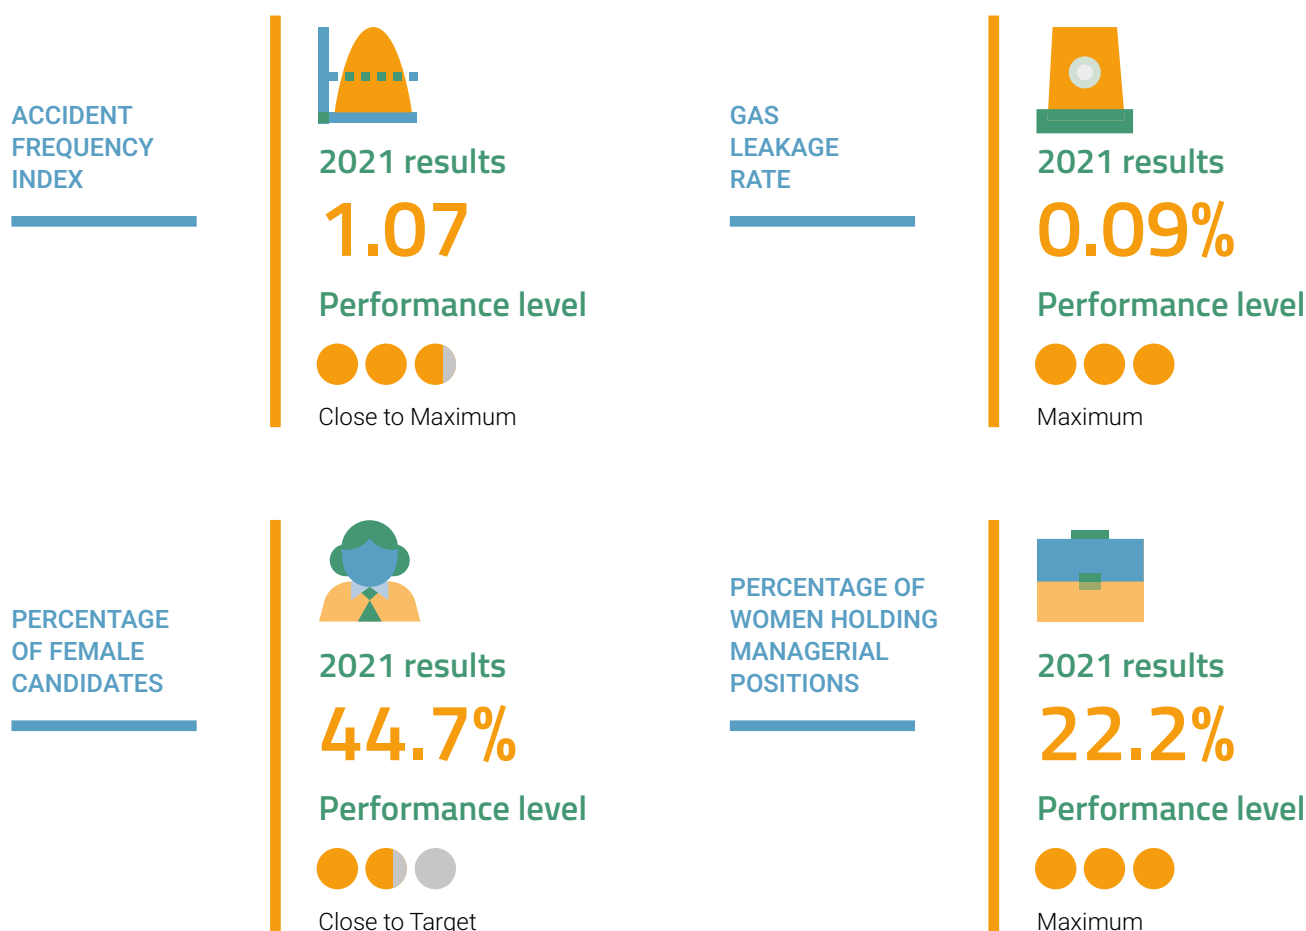 ACCIDENT
FREQUENCY
INDEX
2021 results
1.07
Performance level
Close to Maximum
GAS
LEAKAGE
RATE
2021 results
0.09%
Performance level
Maximum
PERCENTAGE
OF FEMALE
CANDIDATES
2021 results
44.7%
Performance level
Close to Target
PERCENTAGE OF
WOMEN HOLDING
MANAGERIAL
POSITIONS
2021 results
22.2%
Performance level
Maximum